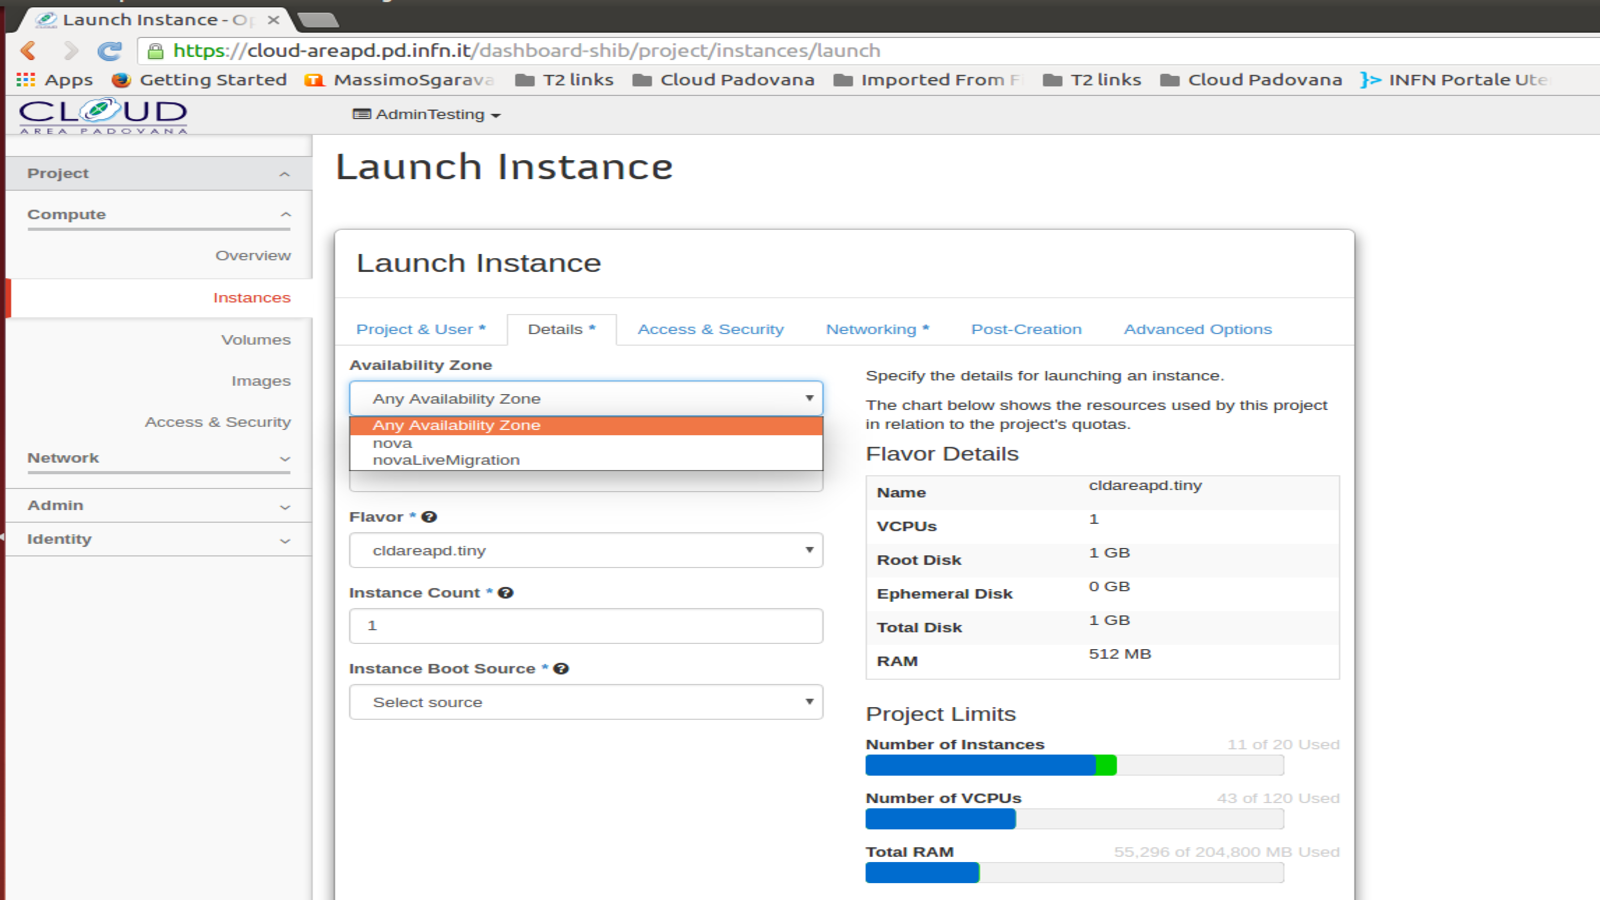 Launch Instance - Op
https://cloud-areapd.pd.infn.it/dashboard-shib/project/instances/launch
Apps Getting Started MassimoSgarava T2 links Cloud Padovana Imported From F T2 links Cloud Padovana INFN Portale Ute
CLOUD
AREA PADOVANA
AdminTesting
Project
Compute
Overview
Instances
Volumes
Images
Access & Security
Network
Admin
Identity
Launch Instance
Launch Instance
Project & User * Details * Access & Security Networking * Post-Creation Advanced Options
Availability Zone
Any Availability Zone
Any Availability Zone
nova
novaLiveMigration
Flavor *
cldareapd.tiny
Instance Count *
1
Instance Boot Source *
Select source
Specify the details for launching an instance.
The chart below shows the resources used by this project
in relation to the project's quotas.
Flavor Details
Name cldareapd.tiny
VCPUs 1
Root Disk 1 GB
Ephemeral Disk 0 GB
Total Disk 1 GB
RAM 512 MB
Project Limits
Number of Instances 11 of 20 Used
Number of VCPUs 43 of 120 Used
Total RAM 55,296 of 204,800 MB Used